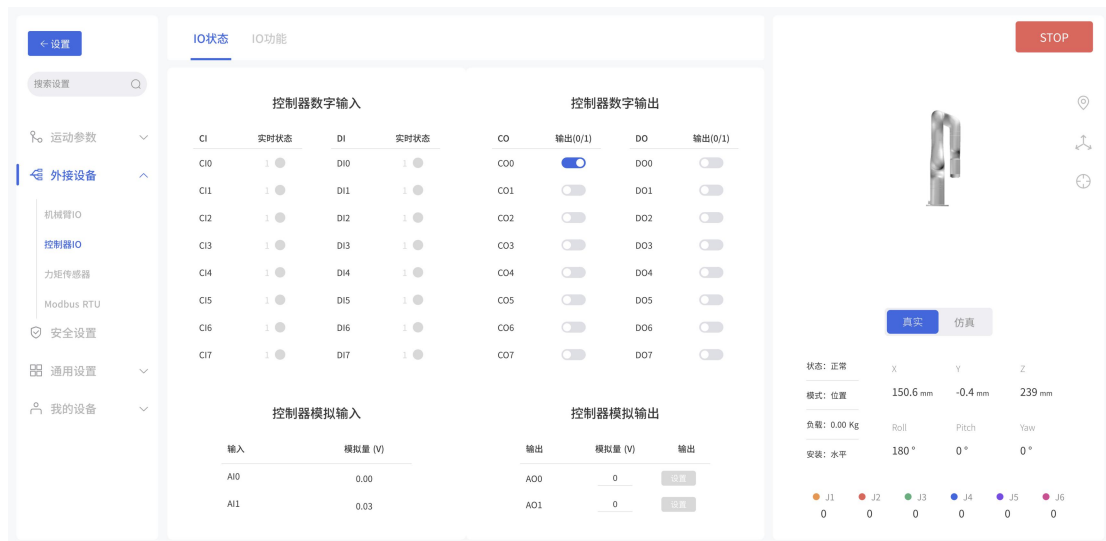 ← 设置
搜索设置
运动参数
外接设备
机械臂IO
控制器IO
力矩传感器
Modbus RTU
安全设置
通用设置
我的设备
IO状态 IO功能
控制器数字输入
CI 实时状态 DI 实时状态
CI0 1 DI0 1
CI1 1 DI1 1
CI2 1 DI2 1
CI3 1 DI3 1
CI4 1 DI4 1
CI5 1 DI5 1
CI6 1 DI6 1
CI7 1 DI7 1
控制器数字输出
CO 输出(0/1) DO 输出(0/1)
CO0 DO0
CO1 DO1
CO2 DO2
CO3 DO3
CO4 DO4
CO5 DO5
CO6 DO6
CO7 DO7
控制器模拟输入
输入 模拟量 (V)
AI0 0.00
AI1 0.03
控制器模拟输出
输出 模拟量 (V) 输出
AO0 0 设置
AO1 0 设置
STOP
真实 仿真
状态：正常
模式：位置
负载：0.00 Kg
安装：水平
X Y Z
150.6 mm -0.4 mm 239 mm
Roll Pitch Yaw
180 ° 0 ° 0 °
J1 J2 J3 J4 J5 J6
0 0 0 0 0 0